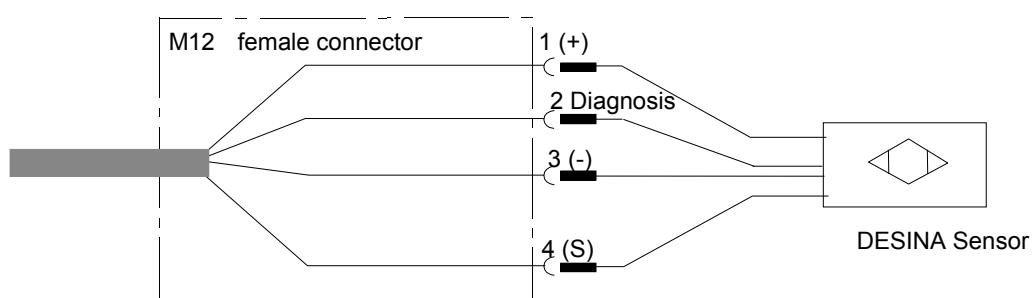 M12 female connector
1 (+)
2 Diagnosis
3 (-)
4 (S)
DESINA Sensor